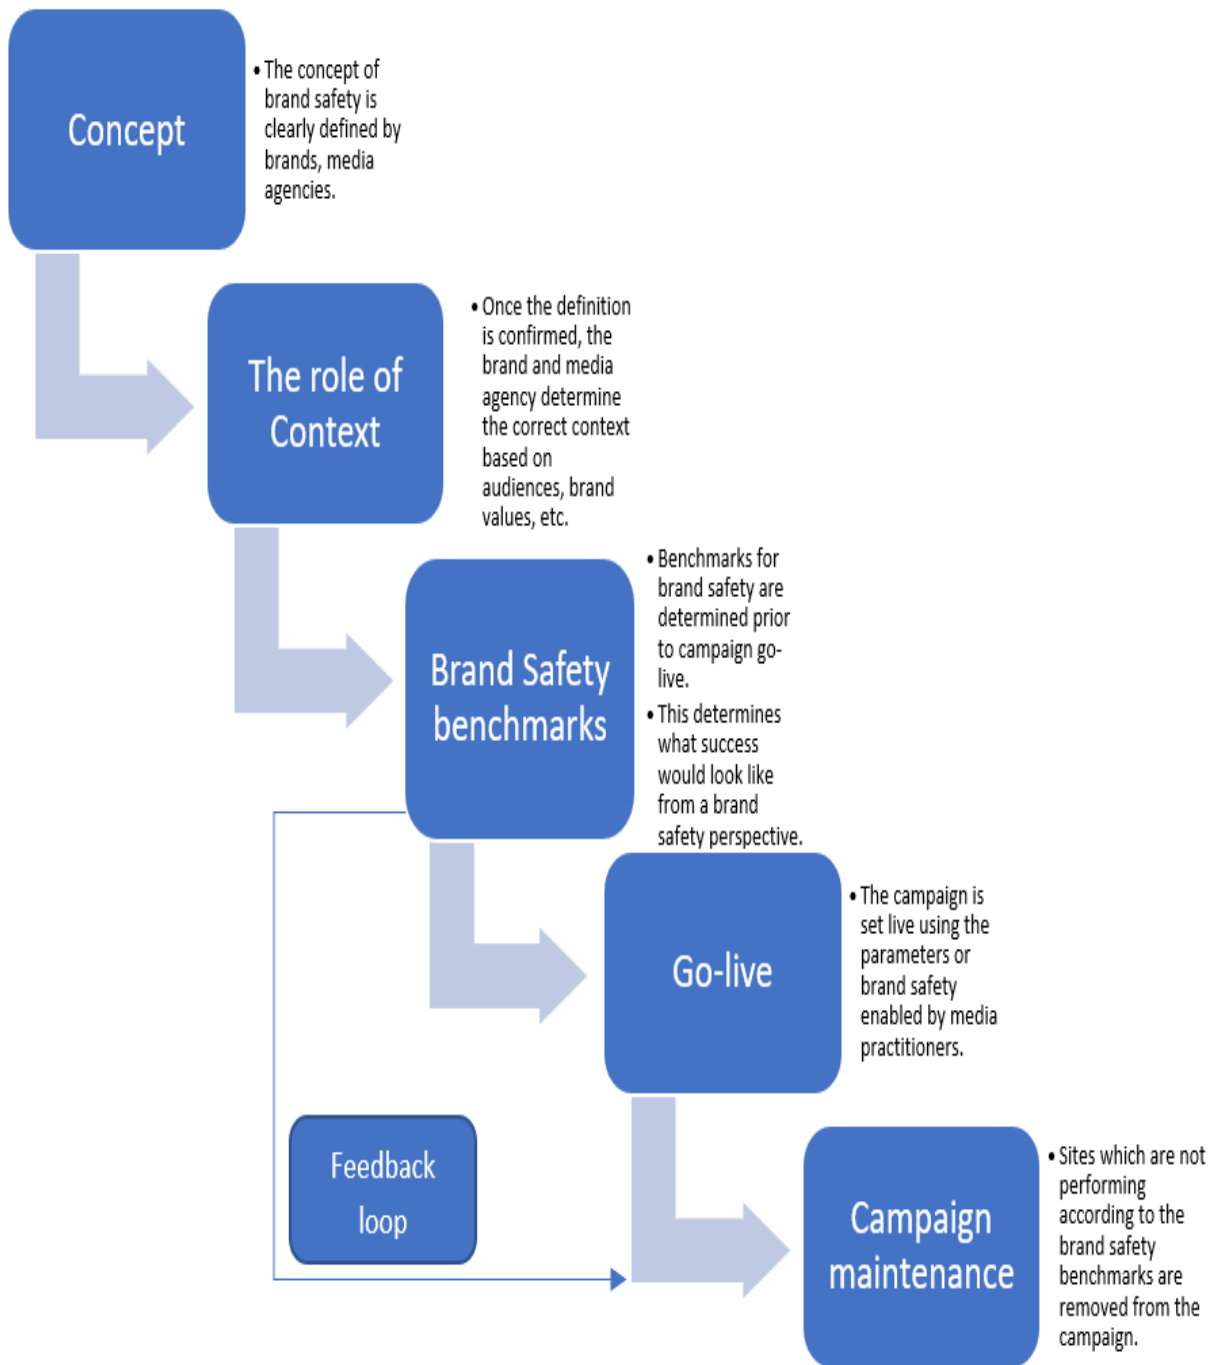 Concept
• The concept of
brand safety is
clearly defined by
brands, media
agencies.
The role of
Context
• Once the definition
is confirmed, the
brand and media
agency determine
the correct context
based on
audiences, brand
values, etc.
Brand Safety
benchmarks
• Benchmarks for
brand safety are
determined prior
to campaign go-
live.
• This determines
what success
would look like
from a brand
safety perspective.
Go-live
• The campaign is
set live using the
parameters or
brand safety
enabled by media
practitioners.
Feedback
loop
Campaign
maintenance
• Sites which are not
performing
according to the
brand safety
benchmarks are
removed from the
campaign.